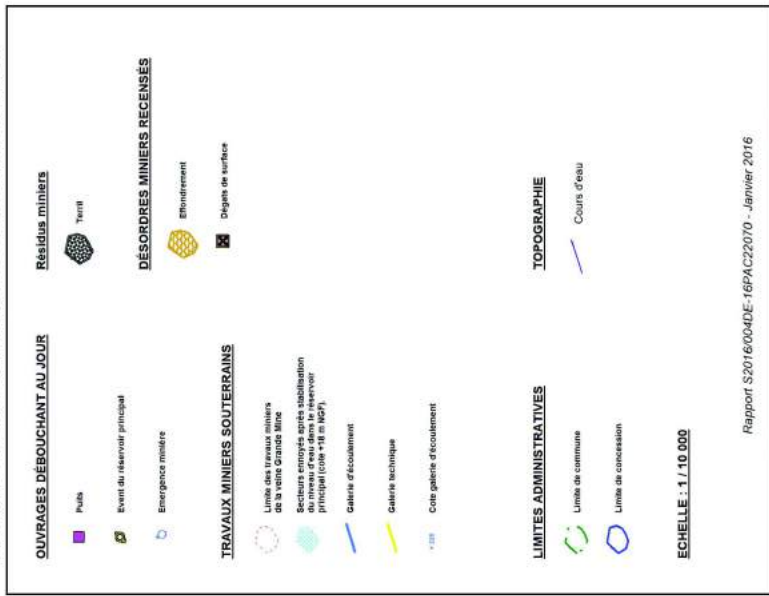 OUVRAGES DÉBOUCHANT AU JOUR
Puits
Event du réservoir principal
Emergence minière
TRAVAUX MINIERS SOUTERRAINS
Limite des travaux miniers
de la veine Grande Mine
Secteurs ennoyés après stabilisation
du niveau d'eau dans le réservoir
principal (cote +18 m NGF).
Galerie d'écoulement
Galerie technique
Cote galerie d'écoulement
LIMITES ADMINISTRATIVES
Limite de commune
Limite de concession
ECHELLE : 1 / 10 000
Résidus miniers
Terril
DÉSORDRES MINIERS RECENSÉS
Effondrement
Dégats de surface
TOPOGRAPHIE
Cours d'eau
Rapport S2016/004DE-16PAC22070 - Janvier 2016